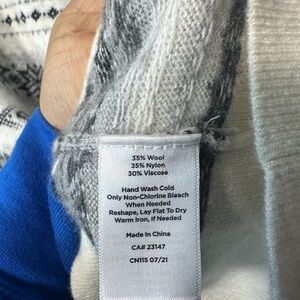 35% Wool
35% Nylon
30% Viscose
Hand Wash Cold
Only Non-Chlorine Bleach
When Needed
Reshape, Lay Flat To Dry
Warm Iron, If Needed
Made In China
CA# 23147
CN115 07/21